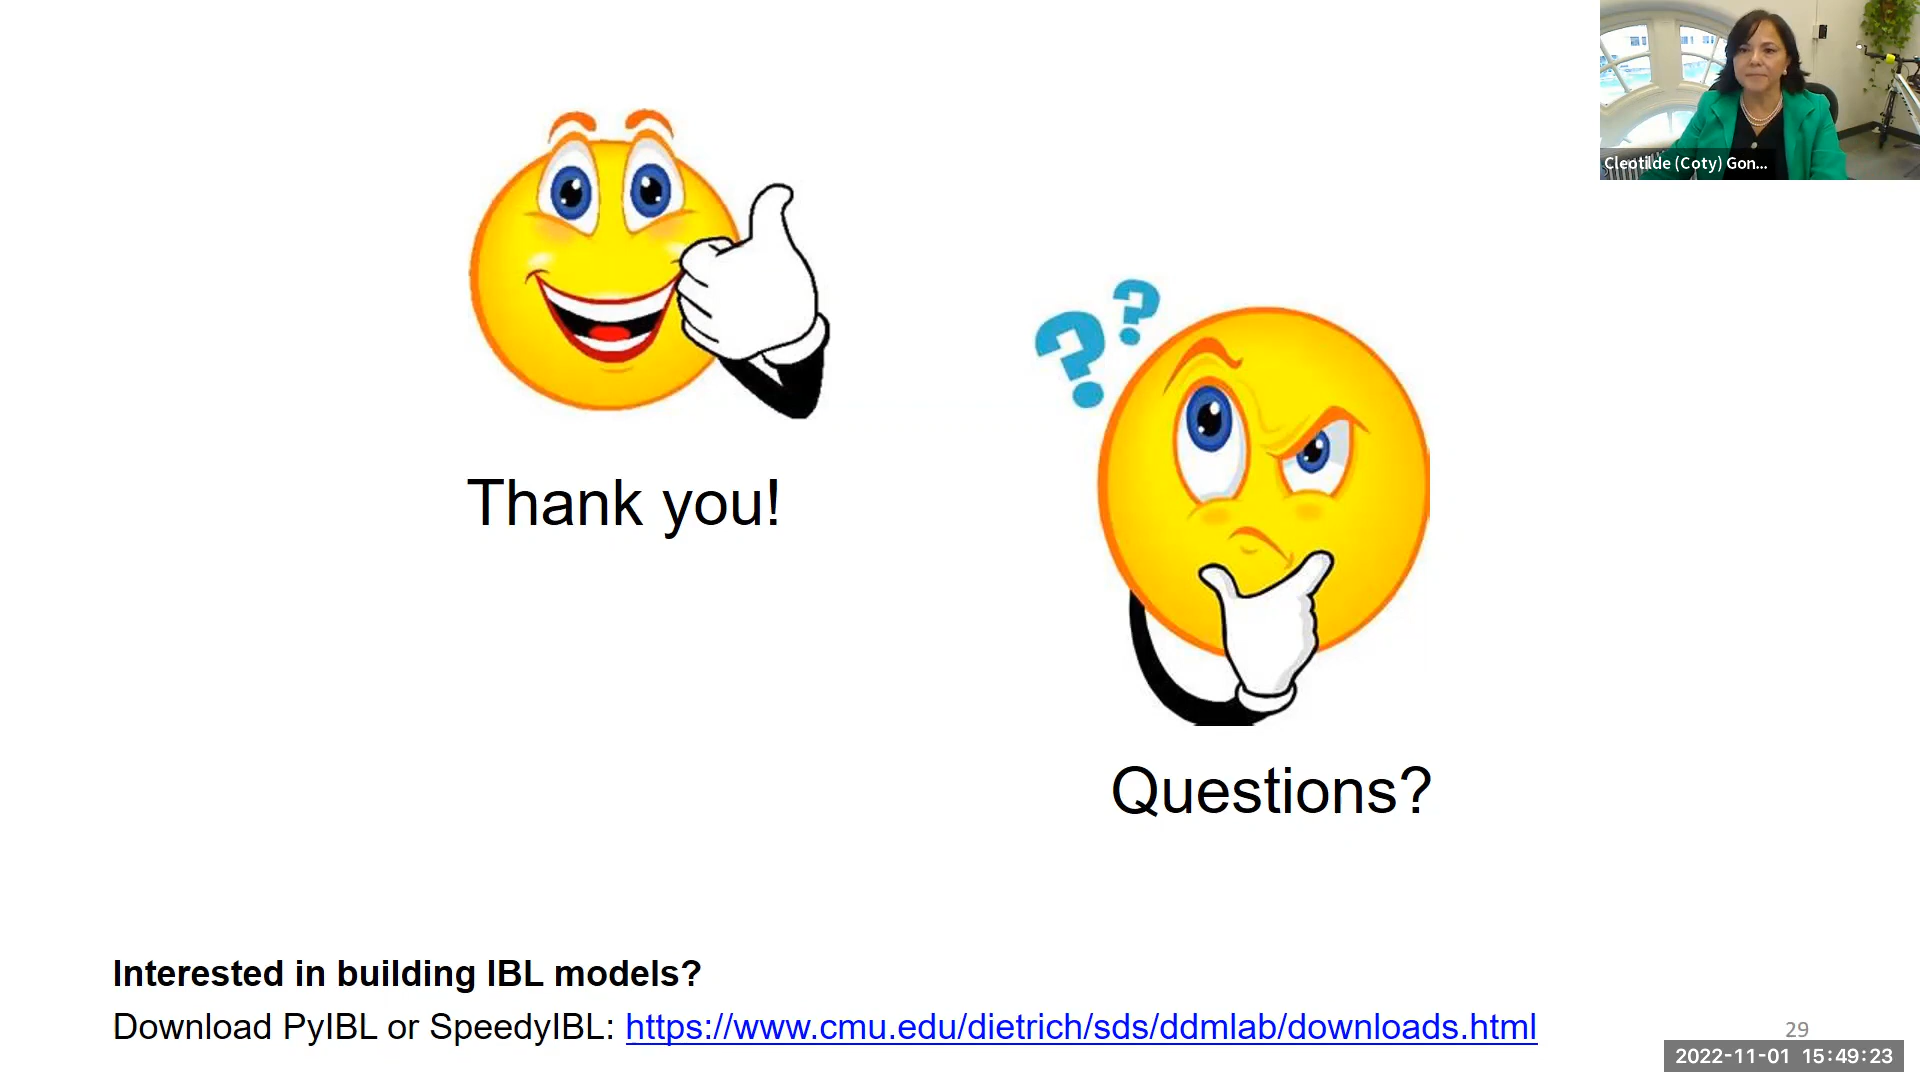 Cleotilde (Coty) Gon...
? ?
Thank you!
Questions?
Interested in building IBL models?
Download PyIBL or SpeedyIBL: https://www.cmu.edu/dietrich/sds/ddmlab/downloads.html
29
2022-11-01 15:49:23